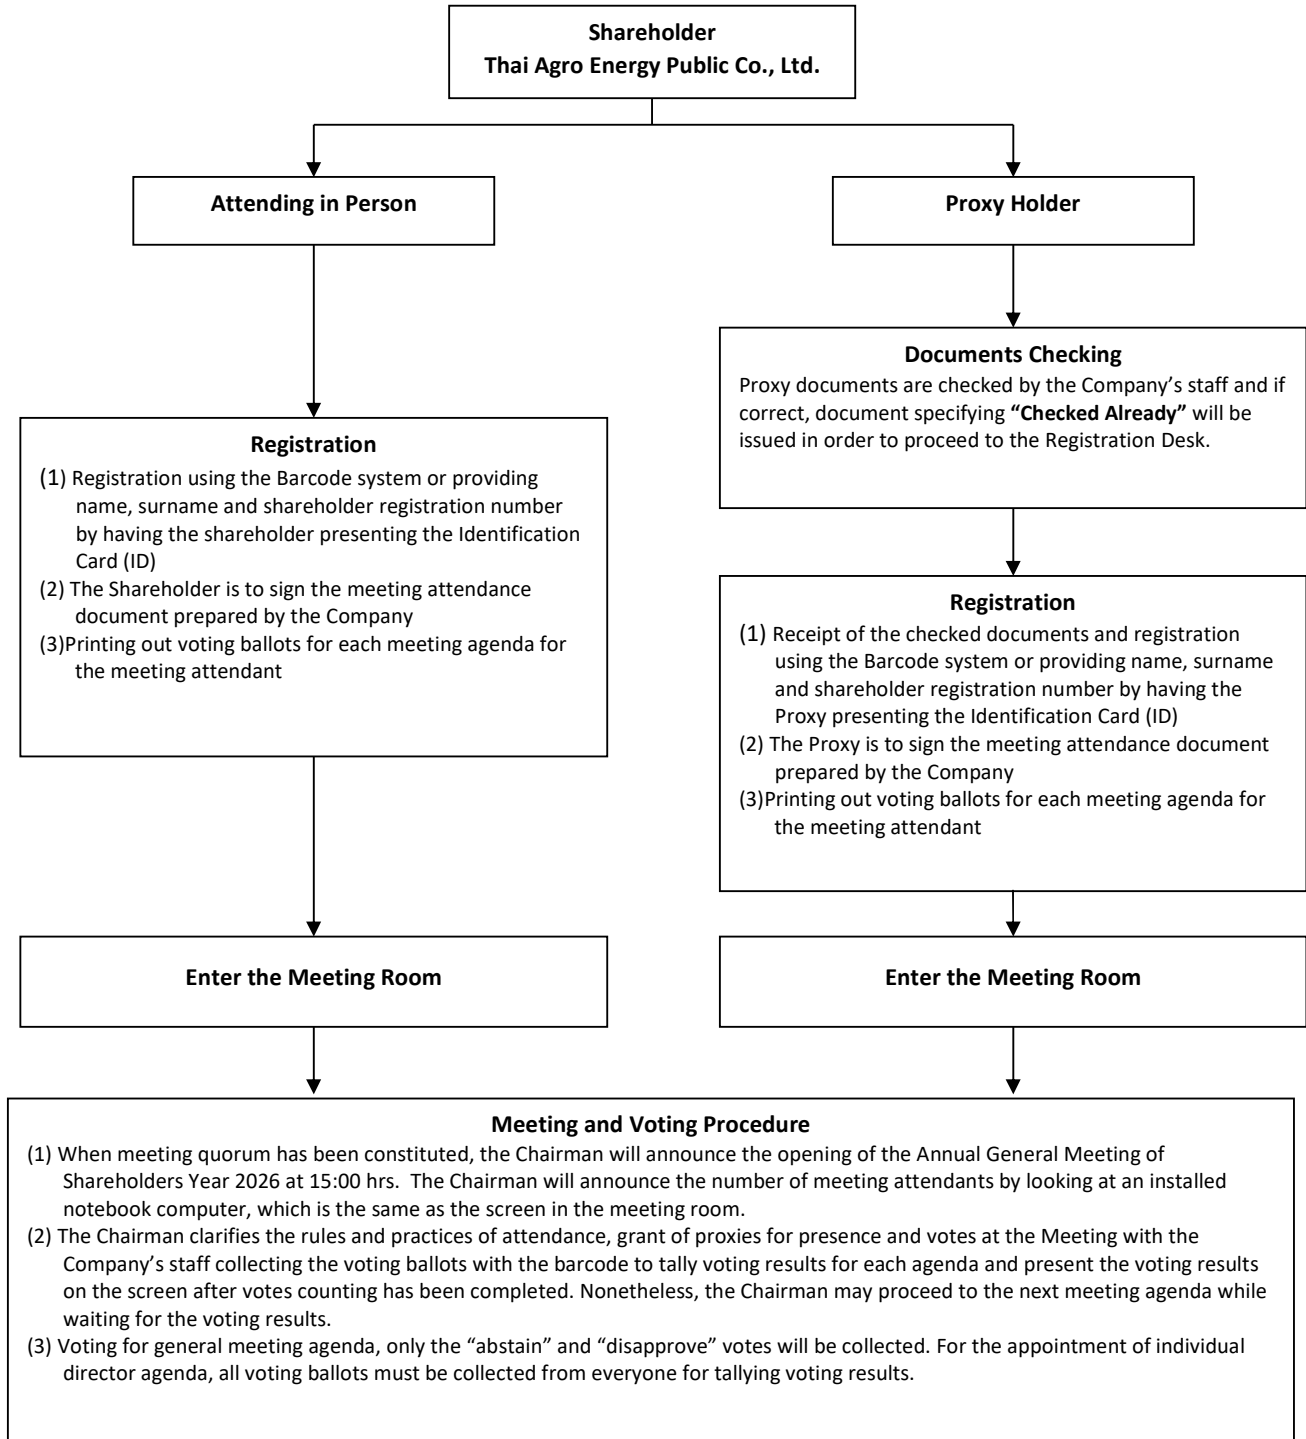 Shareholder
Thai Agro Energy Public Co., Ltd.
Attending in Person
Proxy Holder
Documents Checking
Proxy documents are checked by the Company’s staff and if
correct, document specifying “Checked Already” will be
issued in order to proceed to the Registration Desk.
Registration
(1) Registration using the Barcode system or providing
name, surname and shareholder registration number
by having the shareholder presenting the Identification
Card (ID)
(2) The Shareholder is to sign the meeting attendance
document prepared by the Company
(3)Printing out voting ballots for each meeting agenda for
the meeting attendant
Registration
(1) Receipt of the checked documents and registration
using the Barcode system or providing name, surname
and shareholder registration number by having the
Proxy presenting the Identification Card (ID)
(2) The Proxy is to sign the meeting attendance document
prepared by the Company
(3)Printing out voting ballots for each meeting agenda for
the meeting attendant
Enter the Meeting Room
Enter the Meeting Room
Meeting and Voting Procedure
(1) When meeting quorum has been constituted, the Chairman will announce the opening of the Annual General Meeting of
Shareholders Year 2026 at 15:00 hrs. The Chairman will announce the number of meeting attendants by looking at an installed
notebook computer, which is the same as the screen in the meeting room.
(2) The Chairman clarifies the rules and practices of attendance, grant of proxies for presence and votes at the Meeting with the
Company’s staff collecting the voting ballots with the barcode to tally voting results for each agenda and present the voting results
on the screen after votes counting has been completed. Nonetheless, the Chairman may proceed to the next meeting agenda while
waiting for the voting results.
(3) Voting for general meeting agenda, only the “abstain” and “disapprove” votes will be collected. For the appointment of individual
director agenda, all voting ballots must be collected from everyone for tallying voting results.